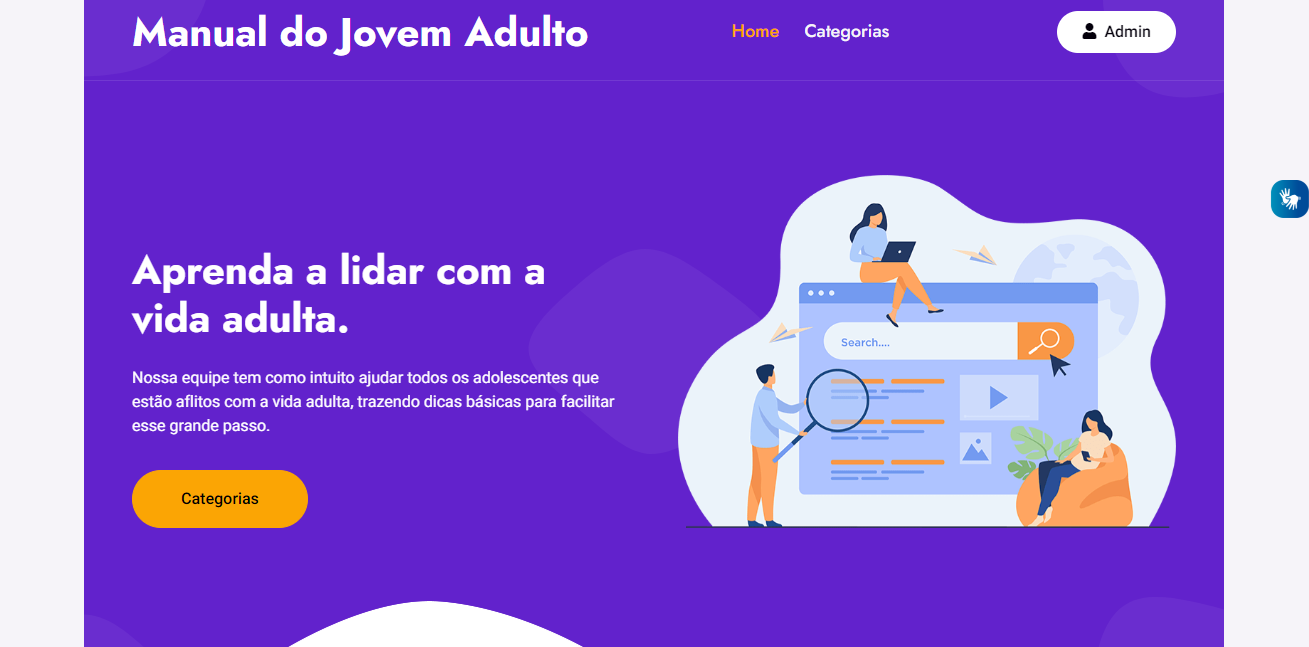 Manual do Jovem Adulto
Home
Categorias
Admin
Aprenda a lidar com a
vida adulta.
Nossa equipe tem como intuito ajudar todos os adolescentes que
estão aflitos com a vida adulta, trazendo dicas básicas para facilitar
esse grande passo.
Categorias
Search....